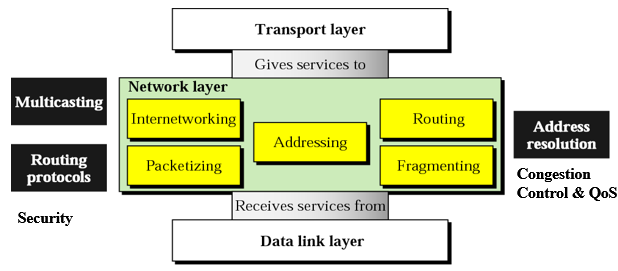 Transport layer
Gives services to
Network layer
Multicasting
Internetworking
Routing
Addressing
Address
resolution
Routing
protocols
Packetizing
Fragmenting
Congestion
Control & QoS
Security
Receives services from
Data link layer